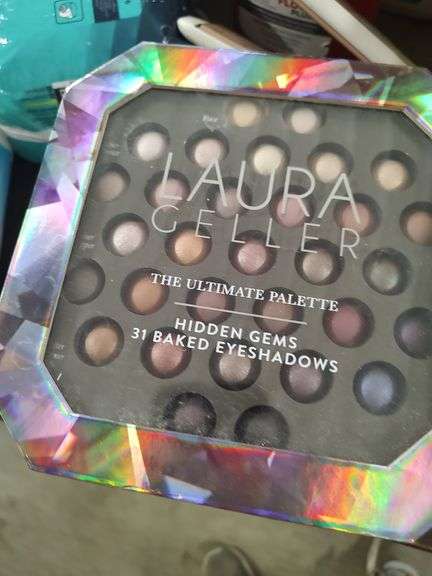 LAURA
GELLER
THE ULTIMATE PALETTE
HIDDEN GEMS
31 BAKED EYESHADOWS